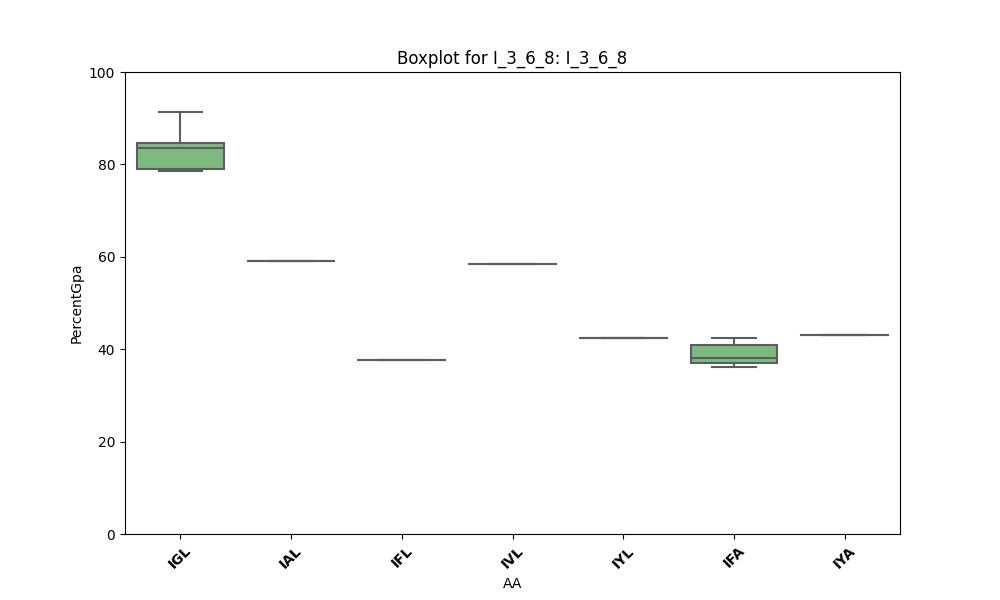 Boxplot for I_3_6_8: I_3_6_8
100
80
60
40
20
0
PercentGpa
IGL
IAL
IFL
IVL
IYL
IFA
IYA
AA